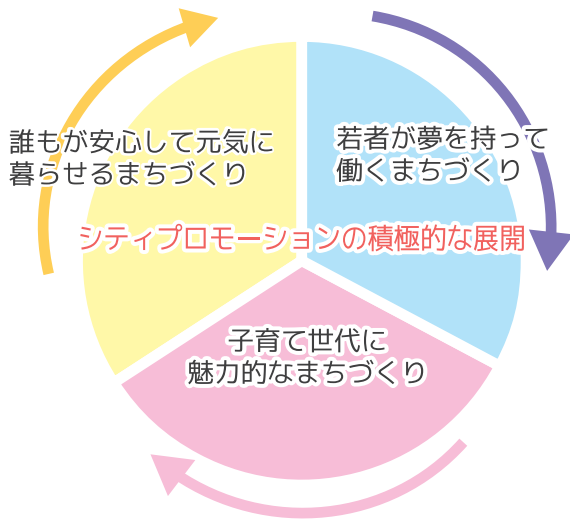 誰もが安心して元気に
暮らせるまちづくり
若者が夢を持って
働くまちづくり
シティプロモーションの積極的な展開
子育て世代に
魅力的なまちづくり